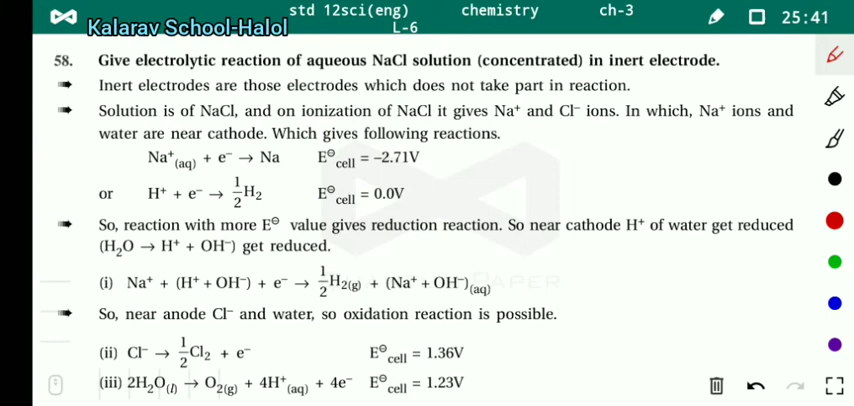 std 12sci(eng) chemistry ch-3 25:41
Kalarav School-Halol L-6
58. Give electrolytic reaction of aqueous NaCl solution (concentrated) in inert electrode.
Inert electrodes are those electrodes which does not take part in reaction.
Solution is of NaCl, and on ionization of NaCl it gives Na⁺ and Cl⁻ ions. In which, Na⁺ ions and
water are near cathode. Which gives following reactions.
Na⁺(aq) + e⁻ → Na E⊖cell = –2.71V
or H⁺ + e⁻ → 1/2 H₂ E⊖cell = 0.0V
So, reaction with more E⊖ value gives reduction reaction. So near cathode H⁺ of water get reduced
(H₂O → H⁺ + OH⁻) get reduced.
(i) Na⁺ + (H⁺ + OH⁻) + e⁻ → 1/2 H₂(g) + (Na⁺ + OH⁻)(aq)
So, near anode Cl⁻ and water, so oxidation reaction is possible.
(ii) Cl⁻ → 1/2 Cl₂ + e⁻ E⊖cell = 1.36V
(iii) 2H₂O(l) → O₂(g) + 4H⁺(aq) + 4e⁻ E⊖cell = 1.23V